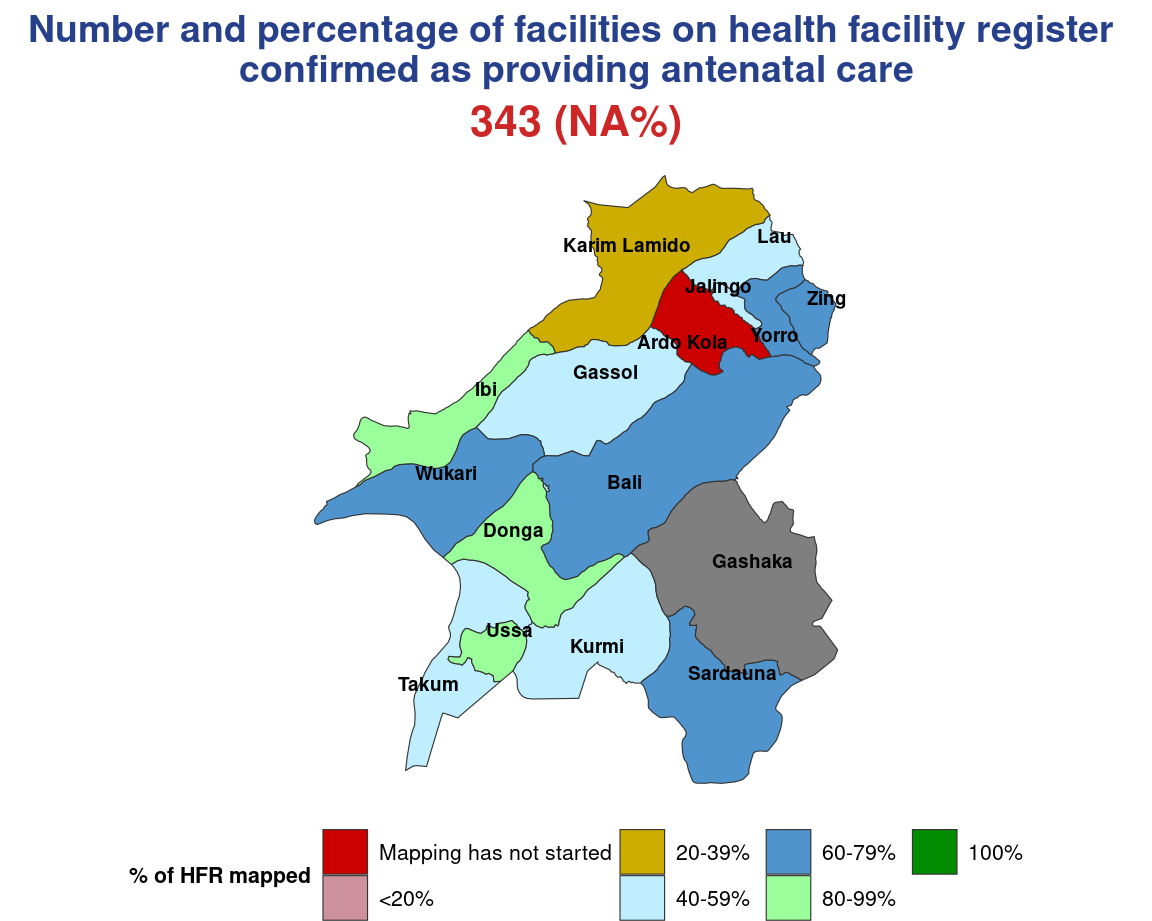 Number and percentage of facilities on health facility register
confirmed as providing antenatal care
343 (NA%)
Karim Lamido
Lau
Jalingo
Zing
Yorro
Ardo Kola
Gassol
Ibi
Wukari
Bali
Donga
Gashaka
Ussa
Kurmi
Sardauna
Takum
% of HFR mapped
Mapping has not started
<20%
20-39%
40-59%
60-79%
80-99%
100%